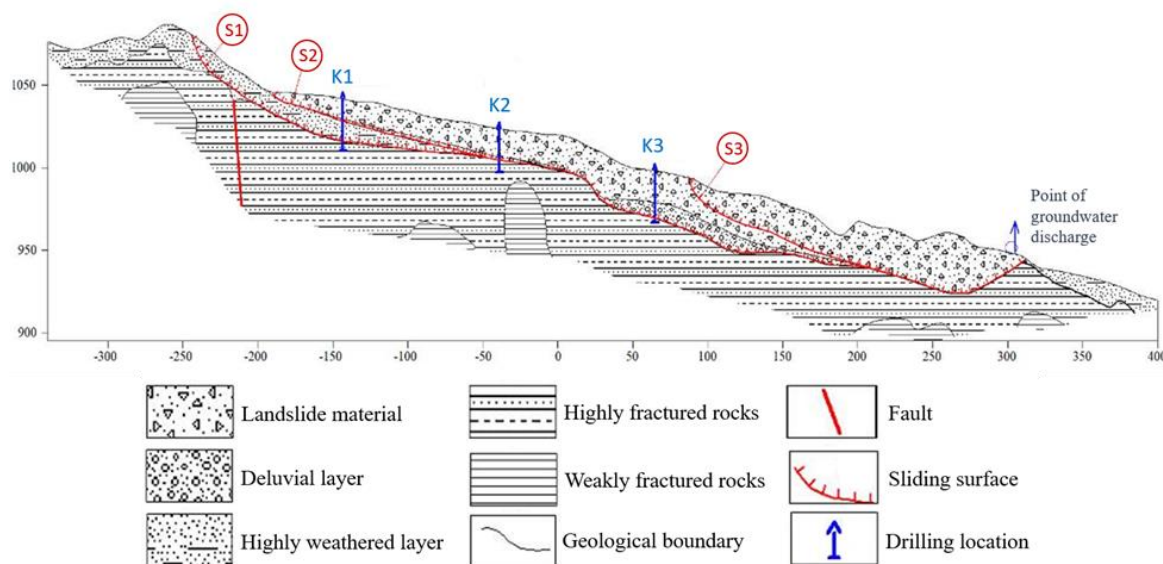 S1
S2
K1
K2
K3
S3
Point of
groundwater
discharge
1050
1000
950
900
-300
-250
-200
-150
-100
-50
0
50
100
150
200
250
300
350
400
Landslide material
Highly fractured rocks
Fault
Deluvial layer
Weakly fractured rocks
Sliding surface
Highly weathered layer
Geological boundary
Drilling location